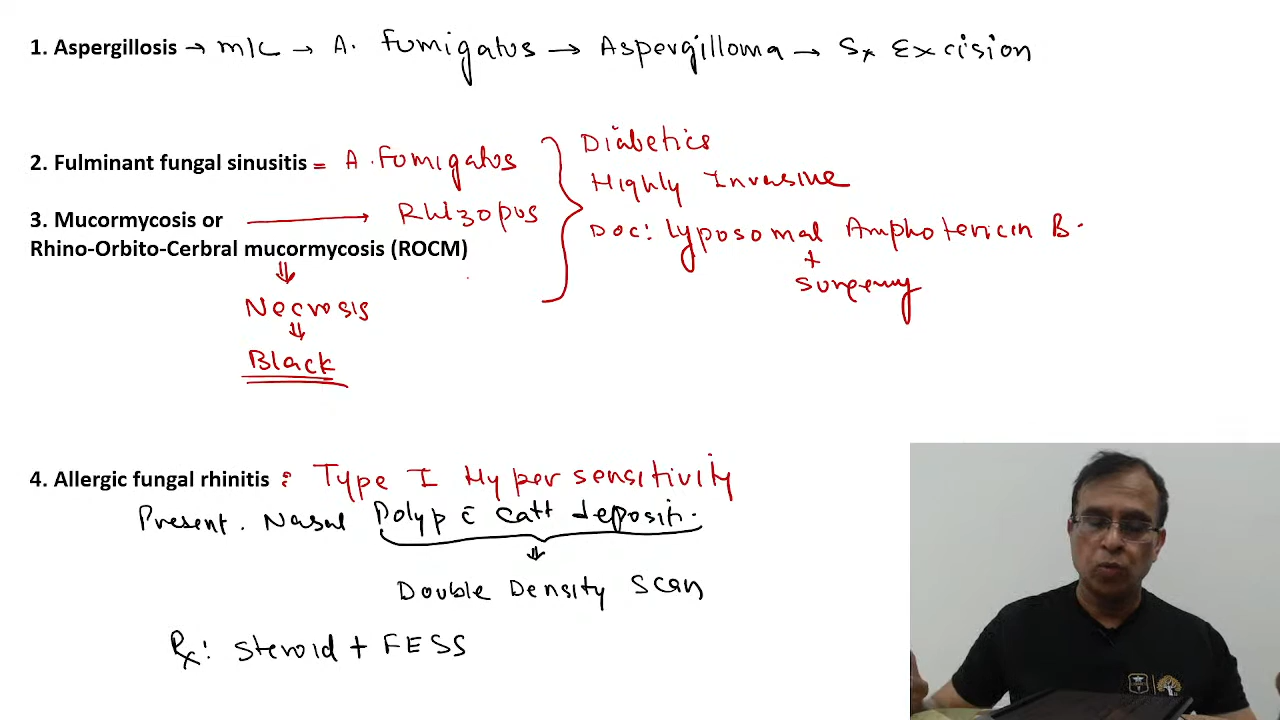 1. Aspergillosis → m/c → A. Fumigatus → Aspergilloma → Sx Excision
2. Fulminant fungal sinusitis = A. Fumigatus
3. Mucormycosis or → Rhizopus
Rhino-Orbito-Cerbral mucormycosis (ROCM)
⇓
Necrosis
⇓
Black
Diabetics
Highly Invasive
DOC: Lyposomal Amphotericin B.
+
Surgery
4. Allergic fungal rhinitis : Type I Hypersensitivity
Present. Nasal Polyp c̄ Ca++ deposit.
⇓
Double Density Scan
Rx: Steroid + FESS